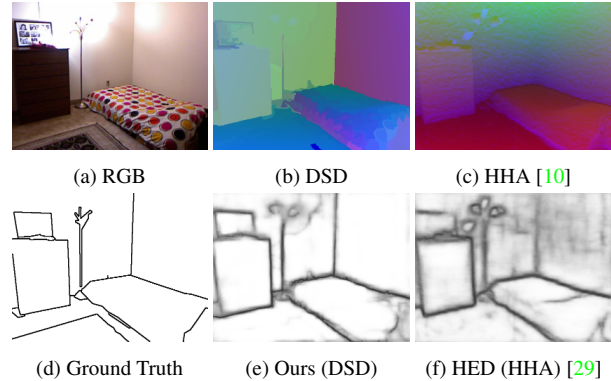 (a) RGB
(b) DSD
(c) HHA [10]
(d) Ground Truth
(e) Ours (DSD)
(f) HED (HHA) [29]